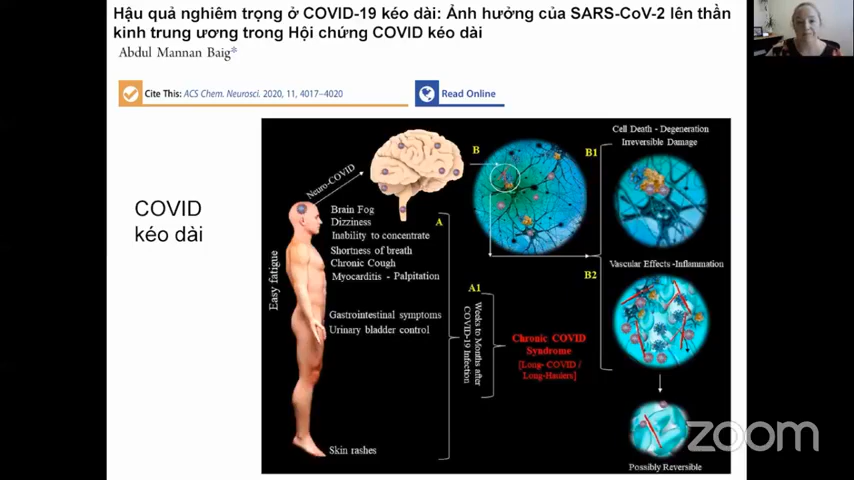 Hậu quả nghiêm trọng ở COVID-19 kéo dài: Ảnh hưởng của SARS-CoV-2 lên thần
kinh trung ương trong Hội chứng COVID kéo dài
Abdul Mannan Baig*
Cite This: ACS Chem. Neurosci. 2020, 11, 4017–4020
Read Online
COVID
kéo dài
Neuro-COVID
Easy fatigue
Brain Fog
Dizziness
Inability to concentrate
Shortness of breath
Chronic Cough
Myocarditis - Palpitation
Gastrointestinal symptoms
Urinary bladder control
Skin rashes
A
A1
Weeks to Months after
COVID-19 Infection
Chronic COVID
Syndrome
[Long- COVID /
Long-Haulers]
B
B1
Cell Death - Degeneration
Irreversible Damage
B2
Vascular Effects -Inflammation
Possibly Reversible
zoom